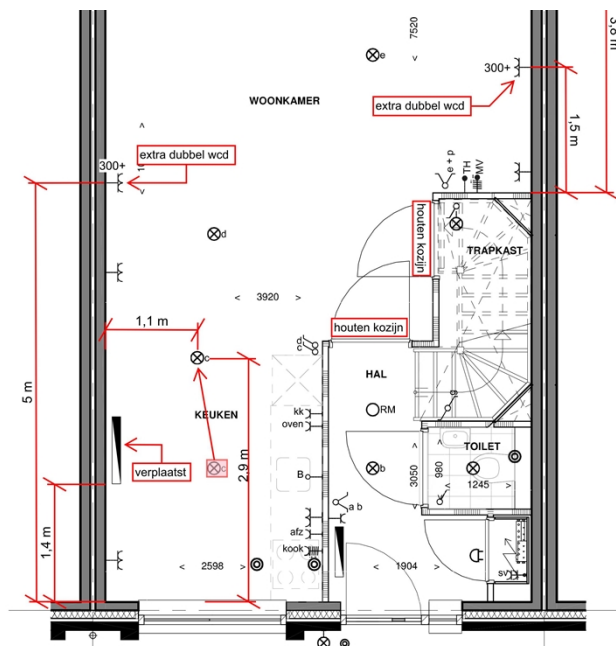 7520
3,8 m
e
300+
WOONKAMER
extra dubbel wcd
extra dubbel wcd
1,5 m
300+
e + p
TH
MV
houten kozijn
TRAPKAST
d
3920
1,1 m
houten kozijn
d
c
c
HAL
5 m
g
kk
RM
KEUKEN
oven
TOILET
verplaatst
c
2,9 m
B
b
3050
980
1245
a b
1,4 m
afz
kook
2598
1904
sv